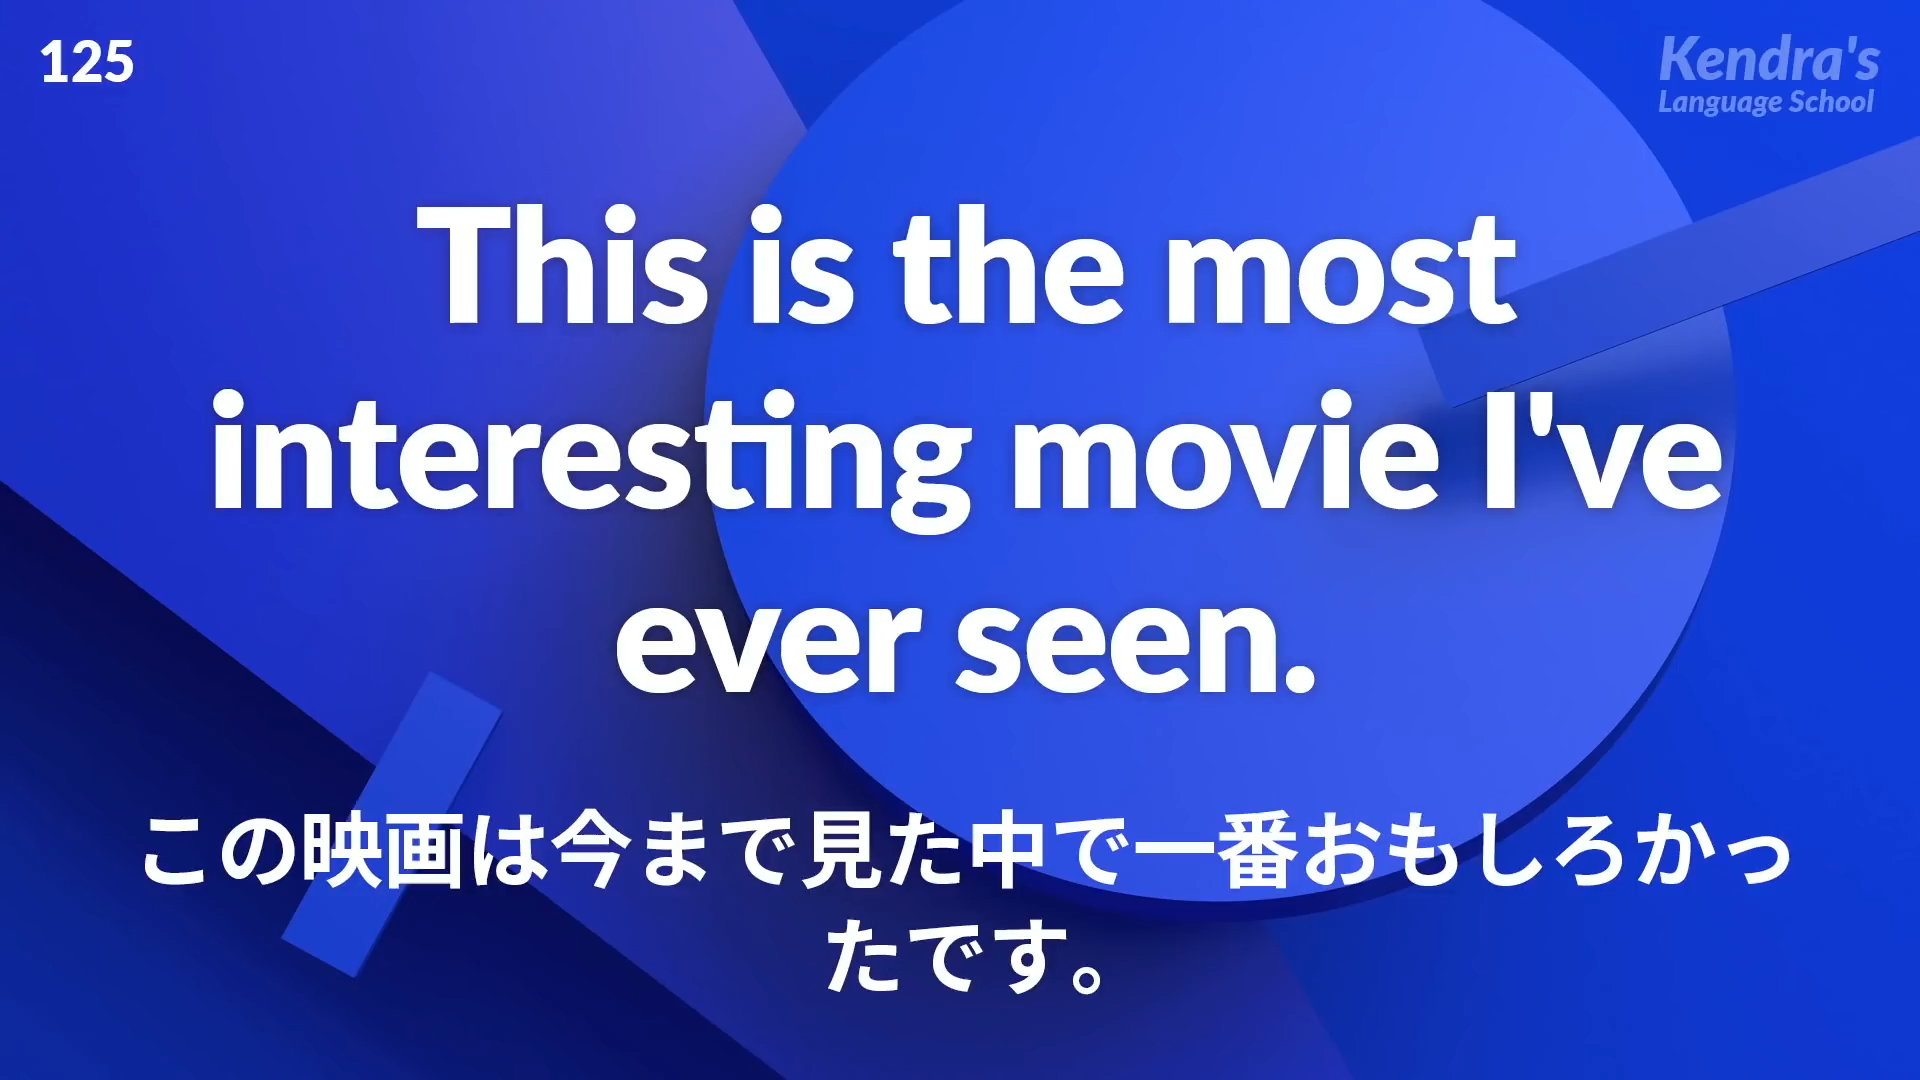 125
Kendra's
Language School
This is the most
interesting movie I've
ever seen.
この映画は今まで見た中で一番おもしろかっ
たです。